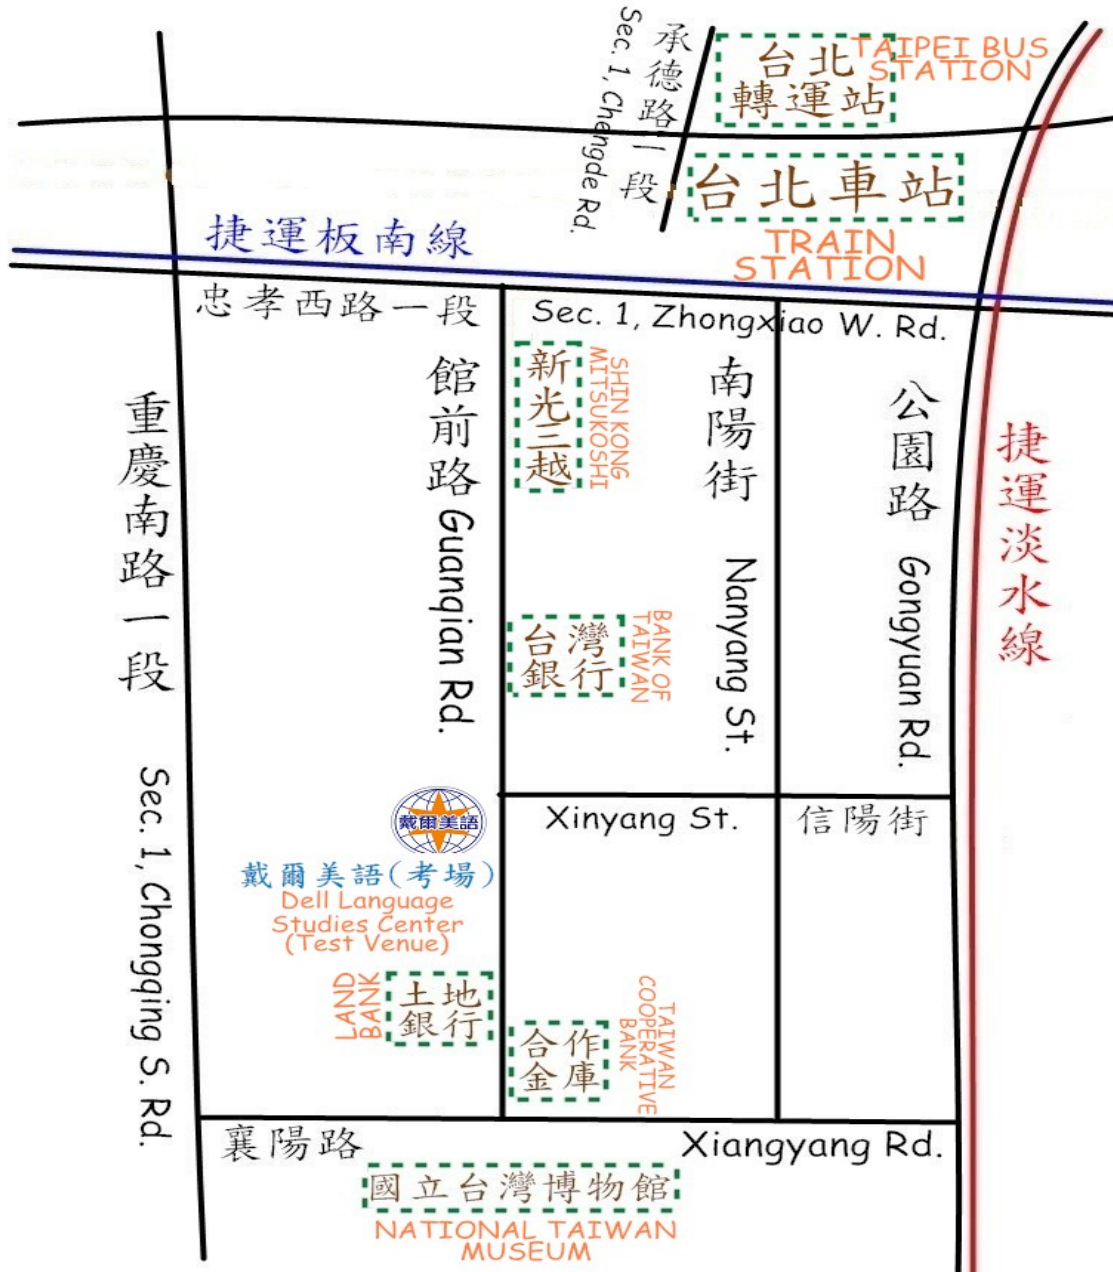 承德路一段
Sec. 1, Chengde Rd.
台北
轉運站
TAIPEI BUS
STATION
台北車站
TRAIN
STATION
捷運板南線
忠孝西路一段
Sec. 1, Zhongxiao W. Rd.
重慶南路一段
Sec. 1, Chongqing S. Rd.
館前路
Guanqian Rd.
新光三越
SHIN KONG
MITSUKOSHI
南陽街
Nanyang St.
公園路
Gongyuan Rd.
捷運淡水線
台灣
銀行
BANK OF
TAIWAN
戴爾美語
戴爾美語(考場)
Dell Language
Studies Center
(Test Venue)
Xinyang St.
信陽街
LAND
BANK
土地
銀行
合作
金庫
TAIWAN
COOPERATIVE
BANK
襄陽路
Xiangyang Rd.
國立台灣博物館
NATIONAL TAIWAN
MUSEUM